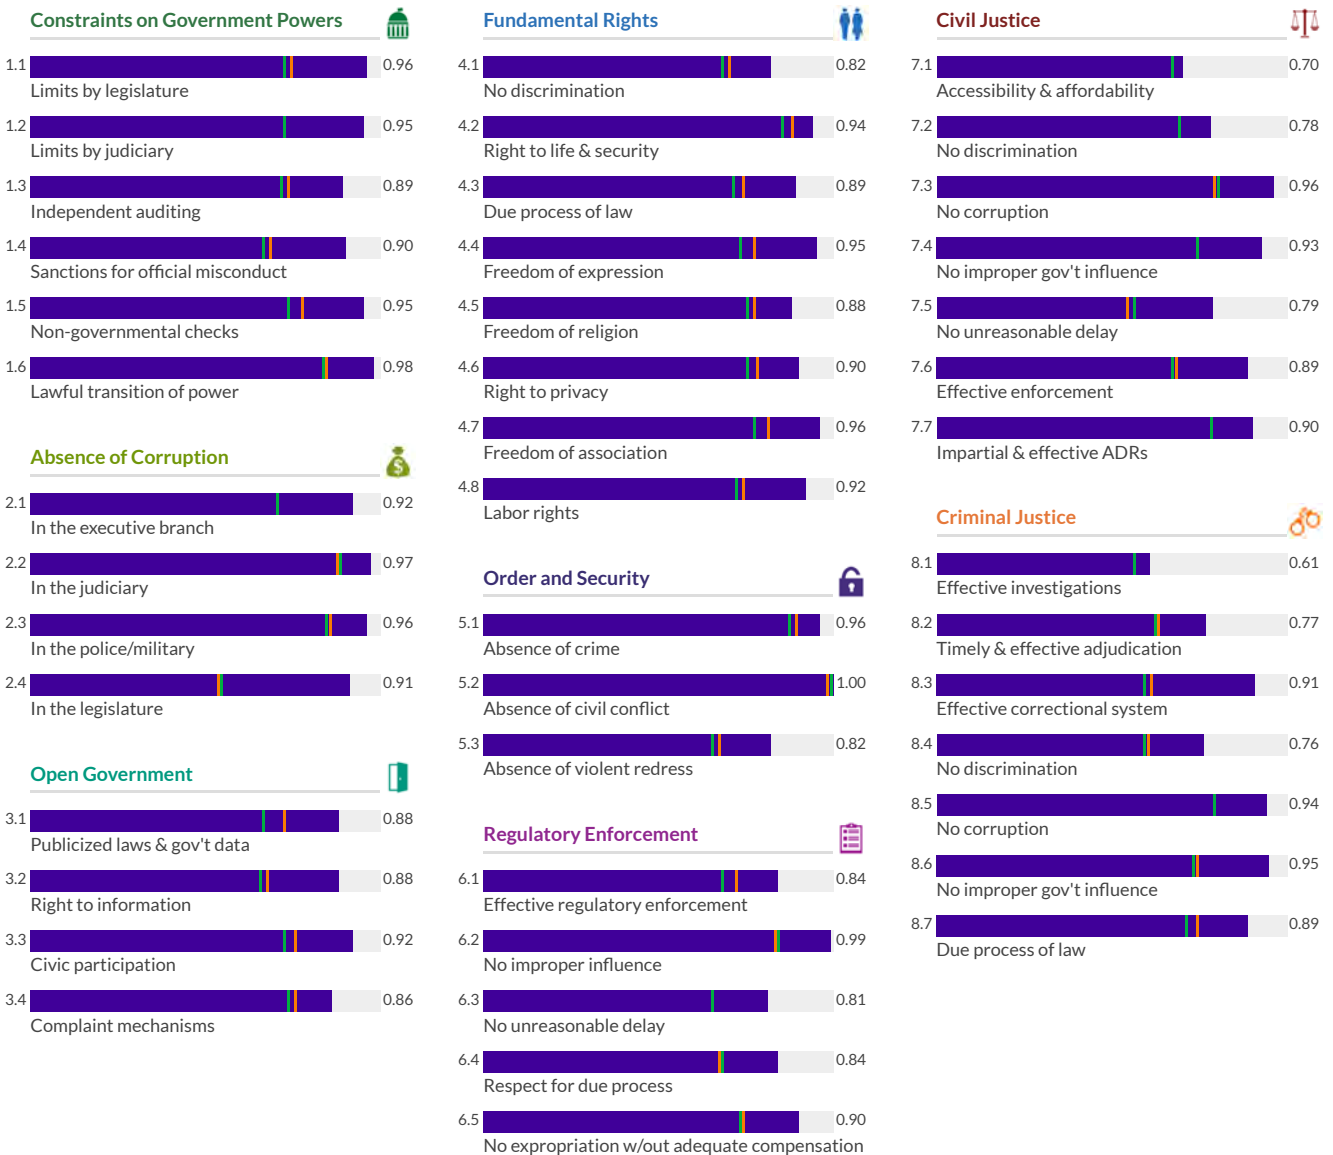 Constraints on Government Powers
1.1 0.96
Limits by legislature
1.2 0.95
Limits by judiciary
1.3 0.89
Independent auditing
1.4 0.90
Sanctions for official misconduct
1.5 0.95
Non-governmental checks
1.6 0.98
Lawful transition of power
Absence of Corruption
$
2.1 0.92
In the executive branch
2.2 0.97
In the judiciary
2.3 0.96
In the police/military
2.4 0.91
In the legislature
Open Government
3.1 0.88
Publicized laws & gov't data
3.2 0.88
Right to information
3.3 0.92
Civic participation
3.4 0.86
Complaint mechanisms
Fundamental Rights
4.1 0.82
No discrimination
4.2 0.94
Right to life & security
4.3 0.89
Due process of law
4.4 0.95
Freedom of expression
4.5 0.88
Freedom of religion
4.6 0.90
Right to privacy
4.7 0.96
Freedom of association
4.8 0.92
Labor rights
Order and Security
5.1 0.96
Absence of crime
5.2 1.00
Absence of civil conflict
5.3 0.82
Absence of violent redress
Regulatory Enforcement
6.1 0.84
Effective regulatory enforcement
6.2 0.99
No improper influence
6.3 0.81
No unreasonable delay
6.4 0.84
Respect for due process
6.5 0.90
No expropriation w/out adequate compensation
Civil Justice
7.1 0.70
Accessibility & affordability
7.2 0.78
No discrimination
7.3 0.96
No corruption
7.4 0.93
No improper gov't influence
7.5 0.79
No unreasonable delay
7.6 0.89
Effective enforcement
7.7 0.90
Impartial & effective ADRs
Criminal Justice
8.1 0.61
Effective investigations
8.2 0.77
Timely & effective adjudication
8.3 0.91
Effective correctional system
8.4 0.76
No discrimination
8.5 0.94
No corruption
8.6 0.95
No improper gov't influence
8.7 0.89
Due process of law